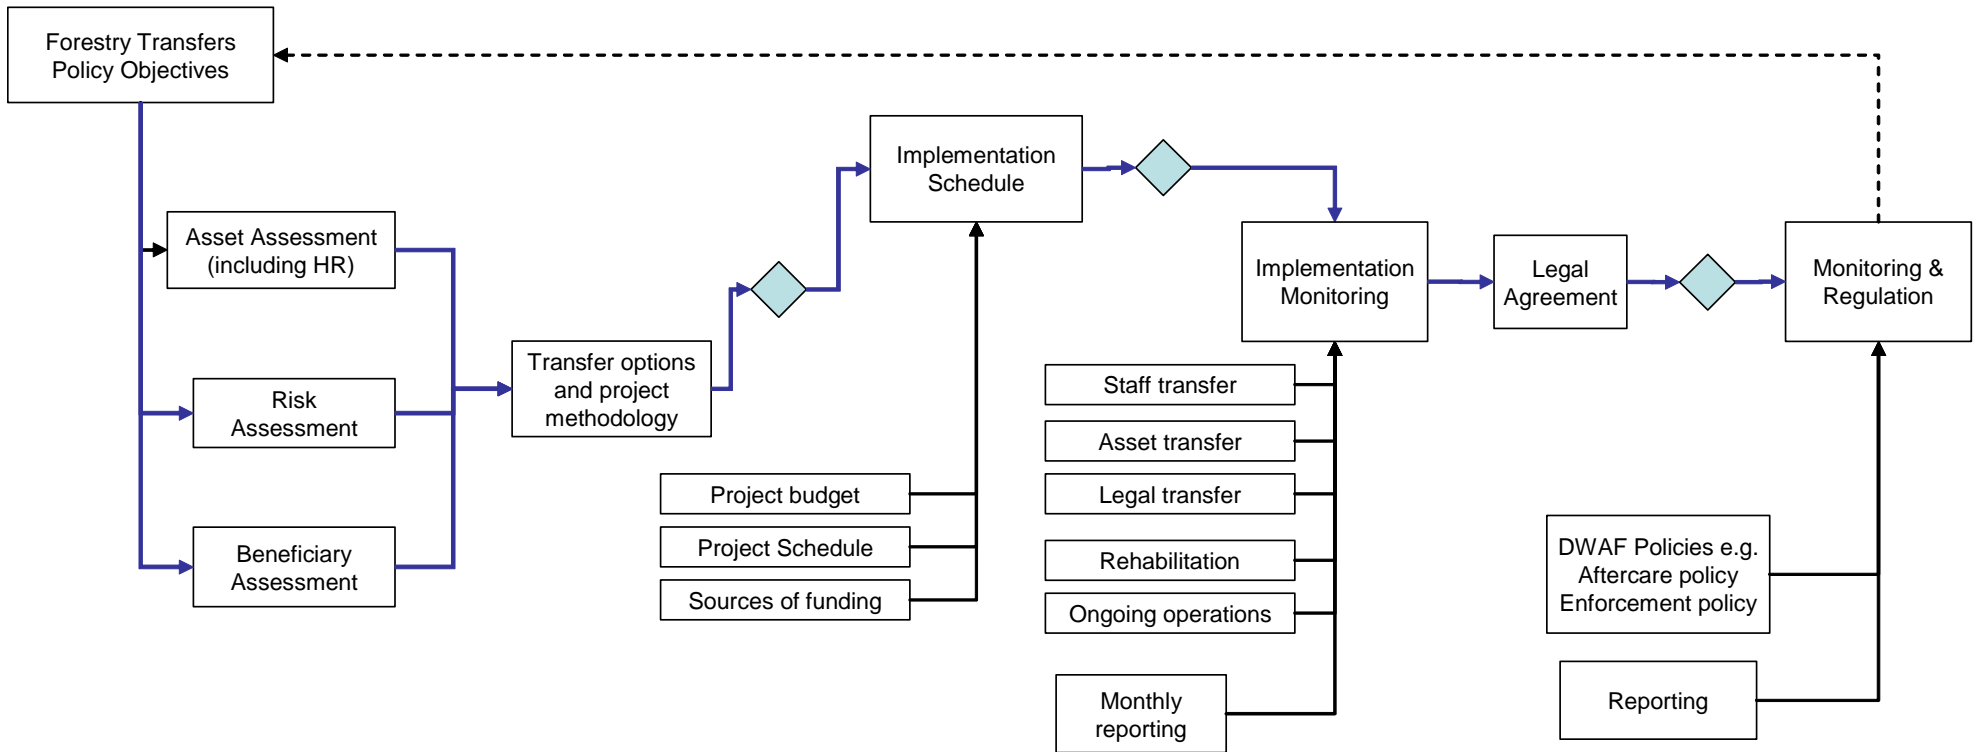 Forestry Transfers
Policy Objectives
Asset Assessment
(including HR)
Risk
Assessment
Beneficiary
Assessment
Transfer options
and project
methodology
Implementation
Schedule
Project budget
Project Schedule
Sources of funding
Implementation
Monitoring
Staff transfer
Asset transfer
Legal transfer
Rehabilitation
Ongoing operations
Monthly
reporting
Legal
Agreement
Monitoring &
Regulation
DWAF Policies e.g.
Aftercare policy
Enforcement policy
Reporting